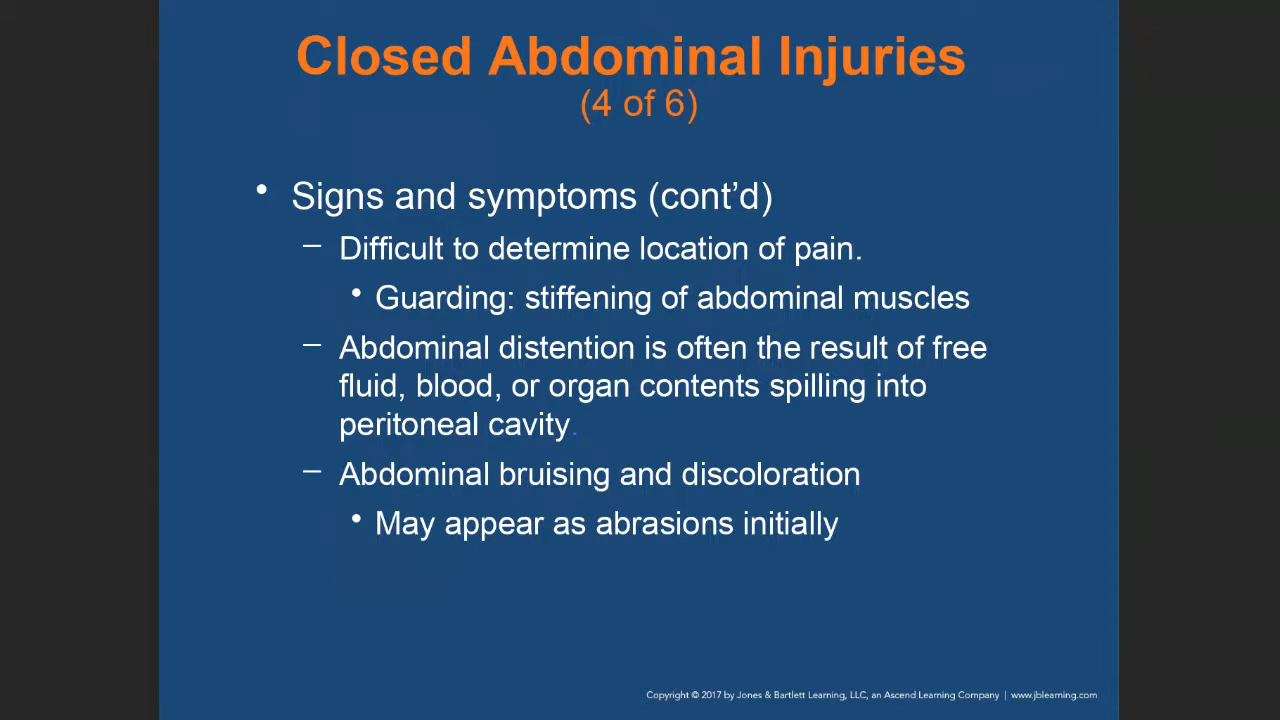 Closed Abdominal Injuries
(4 of 6)
• Signs and symptoms (cont’d)
– Difficult to determine location of pain.
• Guarding: stiffening of abdominal muscles
– Abdominal distention is often the result of free
fluid, blood, or organ contents spilling into
peritoneal cavity.
– Abdominal bruising and discoloration
• May appear as abrasions initially
Copyright © 2017 by Jones & Bartlett Learning, LLC, an Ascend Learning Company | www.jblearning.com